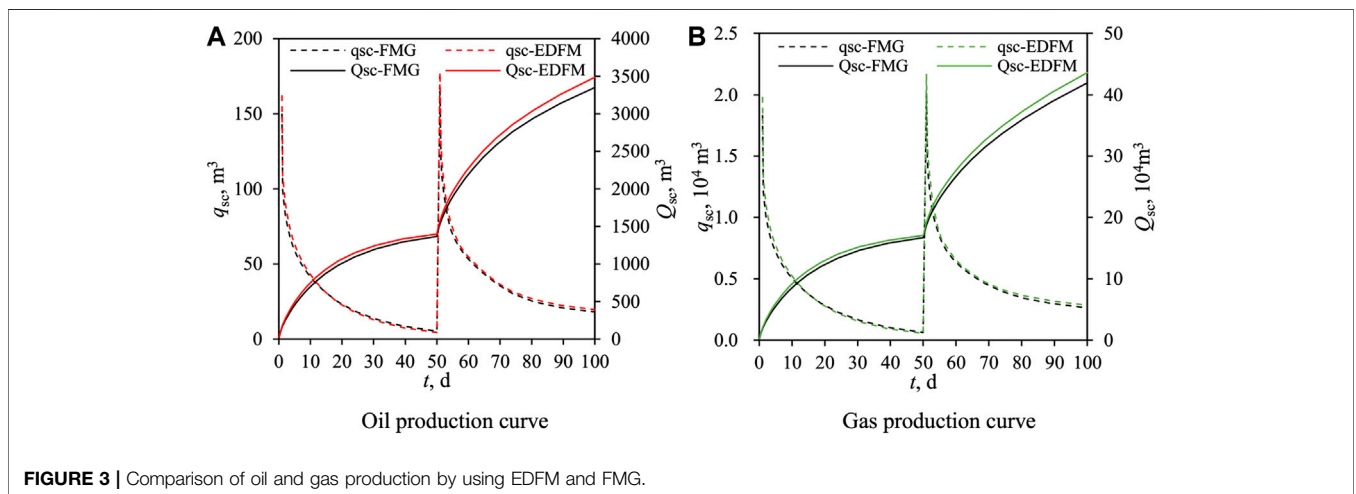 A
qsc-FMG qsc-EDFM
Qsc-FMG Qsc-EDFM
200
150
100
50
0
qsc, m³
4000
3500
3000
2500
2000
1500
1000
500
0
Qsc, m³
0 10 20 30 40 50 60 70 80 90 100
t, d
Oil production curve
B
qsc-FMG qsc-EDFM
Qsc-FMG Qsc-EDFM
2.5
2.0
1.5
1.0
0.5
0.0
qsc, 10⁴ m³
50
40
30
20
10
0
Qsc, 10⁴m³
0 10 20 30 40 50 60 70 80 90 100
t, d
Gas production curve
FIGURE 3 | Comparison of oil and gas production by using EDFM and FMG.